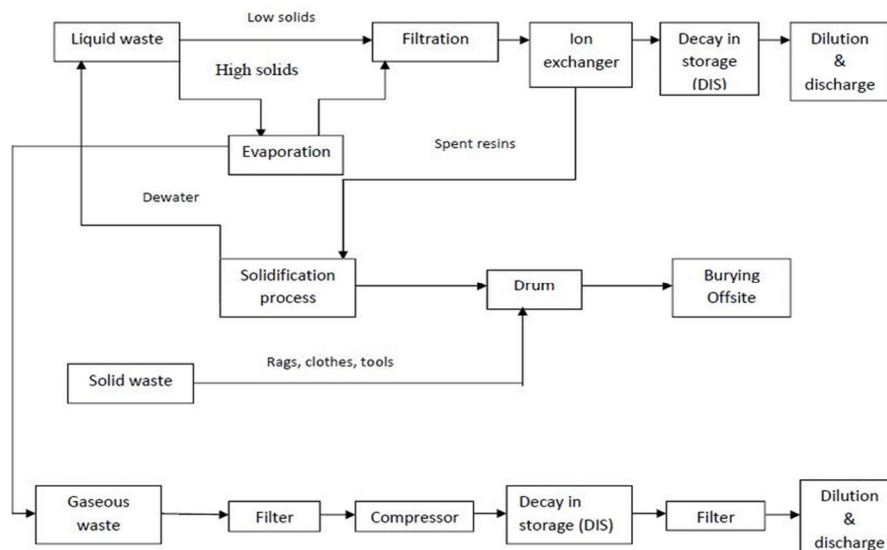 Low solids
Liquid waste
Filtration
Ion
exchanger
Decay in
storage
(DIS)
Dilution
&
discharge
High solids
Evaporation
Spent resins
Dewater
Solidification
process
Drum
Burying
Offsite
Rags, clothes, tools
Solid waste
Gaseous
waste
Filter
Compressor
Decay in
storage (DIS)
Filter
Dilution
&
discharge